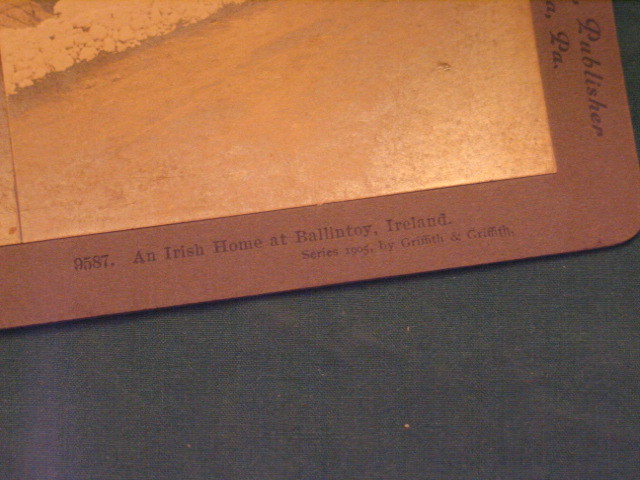 9587. An Irish Home at Ballintoy, Ireland.
Series 1905, by Griffith & Griffith.
, Publisher
a, Pa.